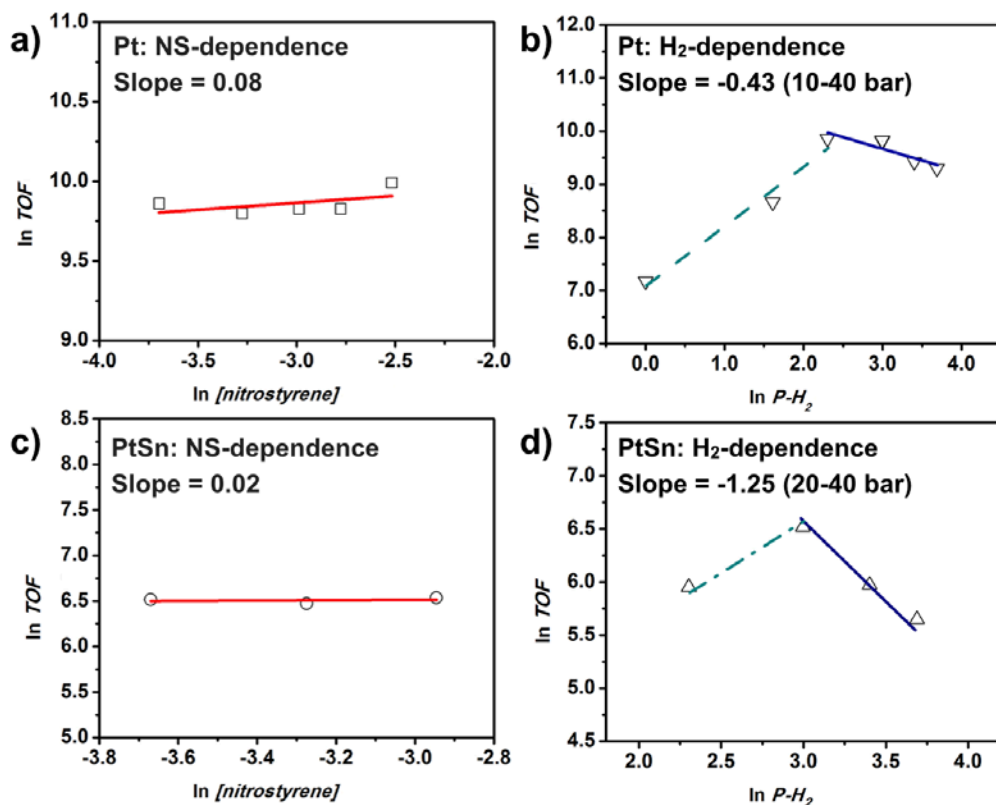 a)
Pt: NS-dependence
Slope = 0.08
11.0
10.5
10.0
9.5
9.0
ln TOF
-4.0 -3.5 -3.0 -2.5 -2.0
ln [nitrostyrene]
b)
Pt: H₂-dependence
Slope = -0.43 (10-40 bar)
12.0
11.0
10.0
9.0
8.0
7.0
6.0
ln TOF
0.0 1.0 2.0 3.0 4.0
ln P-H₂
c)
PtSn: NS-dependence
Slope = 0.02
8.5
8.0
7.5
7.0
6.5
6.0
5.5
5.0
ln TOF
-3.8 -3.6 -3.4 -3.2 -3.0 -2.8
ln [nitrostyrene]
d)
PtSn: H₂-dependence
Slope = -1.25 (20-40 bar)
7.5
7.0
6.5
6.0
5.5
5.0
4.5
ln TOF
2.0 2.5 3.0 3.5 4.0
ln P-H₂